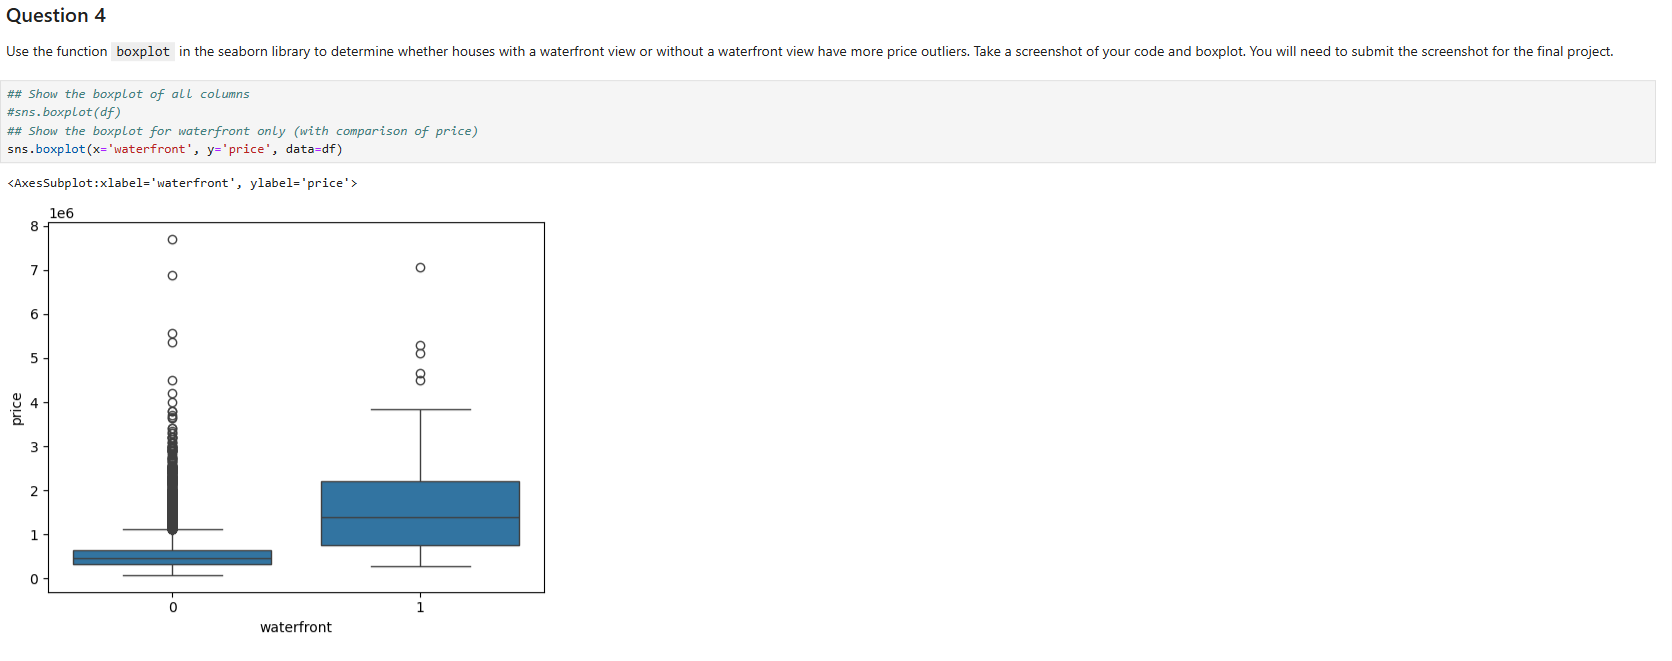 Question 4
Use the function boxplot in the seaborn library to determine whether houses with a waterfront view or without a waterfront view have more price outliers. Take a screenshot of your code and boxplot. You will need to submit the screenshot for the final project.
## Show the boxplot of all columns
#sns.boxplot(df)
## Show the boxplot for waterfront only (with comparison of price)
sns.boxplot(x='waterfront', y='price', data=df)
<AxesSubplot:xlabel='waterfront', ylabel='price'>
1e6
8
7
6
5
4
3
2
1
0
price
0 1
waterfront